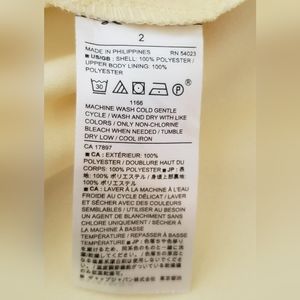 2
MADE IN PHILIPPINES RN 54023
■ US/GB : SHELL: 100% POLYESTER /
UPPER BODY LINING: 100%
POLYESTER
30
1166
MACHINE WASH COLD GENTLE
CYCLE / WASH AND DRY WITH LIKE
COLORS / ONLY NON-CHLORINE
BLEACH WHEN NEEDED / TUMBLE
DRY LOW / COOL IRON
CA 17897
■ CA : EXTÉRIEUR: 100%
POLYESTER / DOUBLURE HAUT DU
CORPS: 100% POLYESTER ■ JP : 表
地: 100% ポリエステル / 身頃上部裏地:
100% ポリエステル
■ CA : LAVER À LA MACHINE À L'EAU
FROIDE AU CYCLE DÉLICAT / LAVER
ET SÉCHER AVEC DES COULEURS
SEMBLABLES / UTILISER AU BESOIN
UN AGENT DE BLANCHIMENT SANS
CHLORE UNIQUEMENT / SÉCHER À
LA MACHINE À BASSE
TEMPÉRATURE / REPASSER À BASSE
TEMPÉRATURE ■ JP :